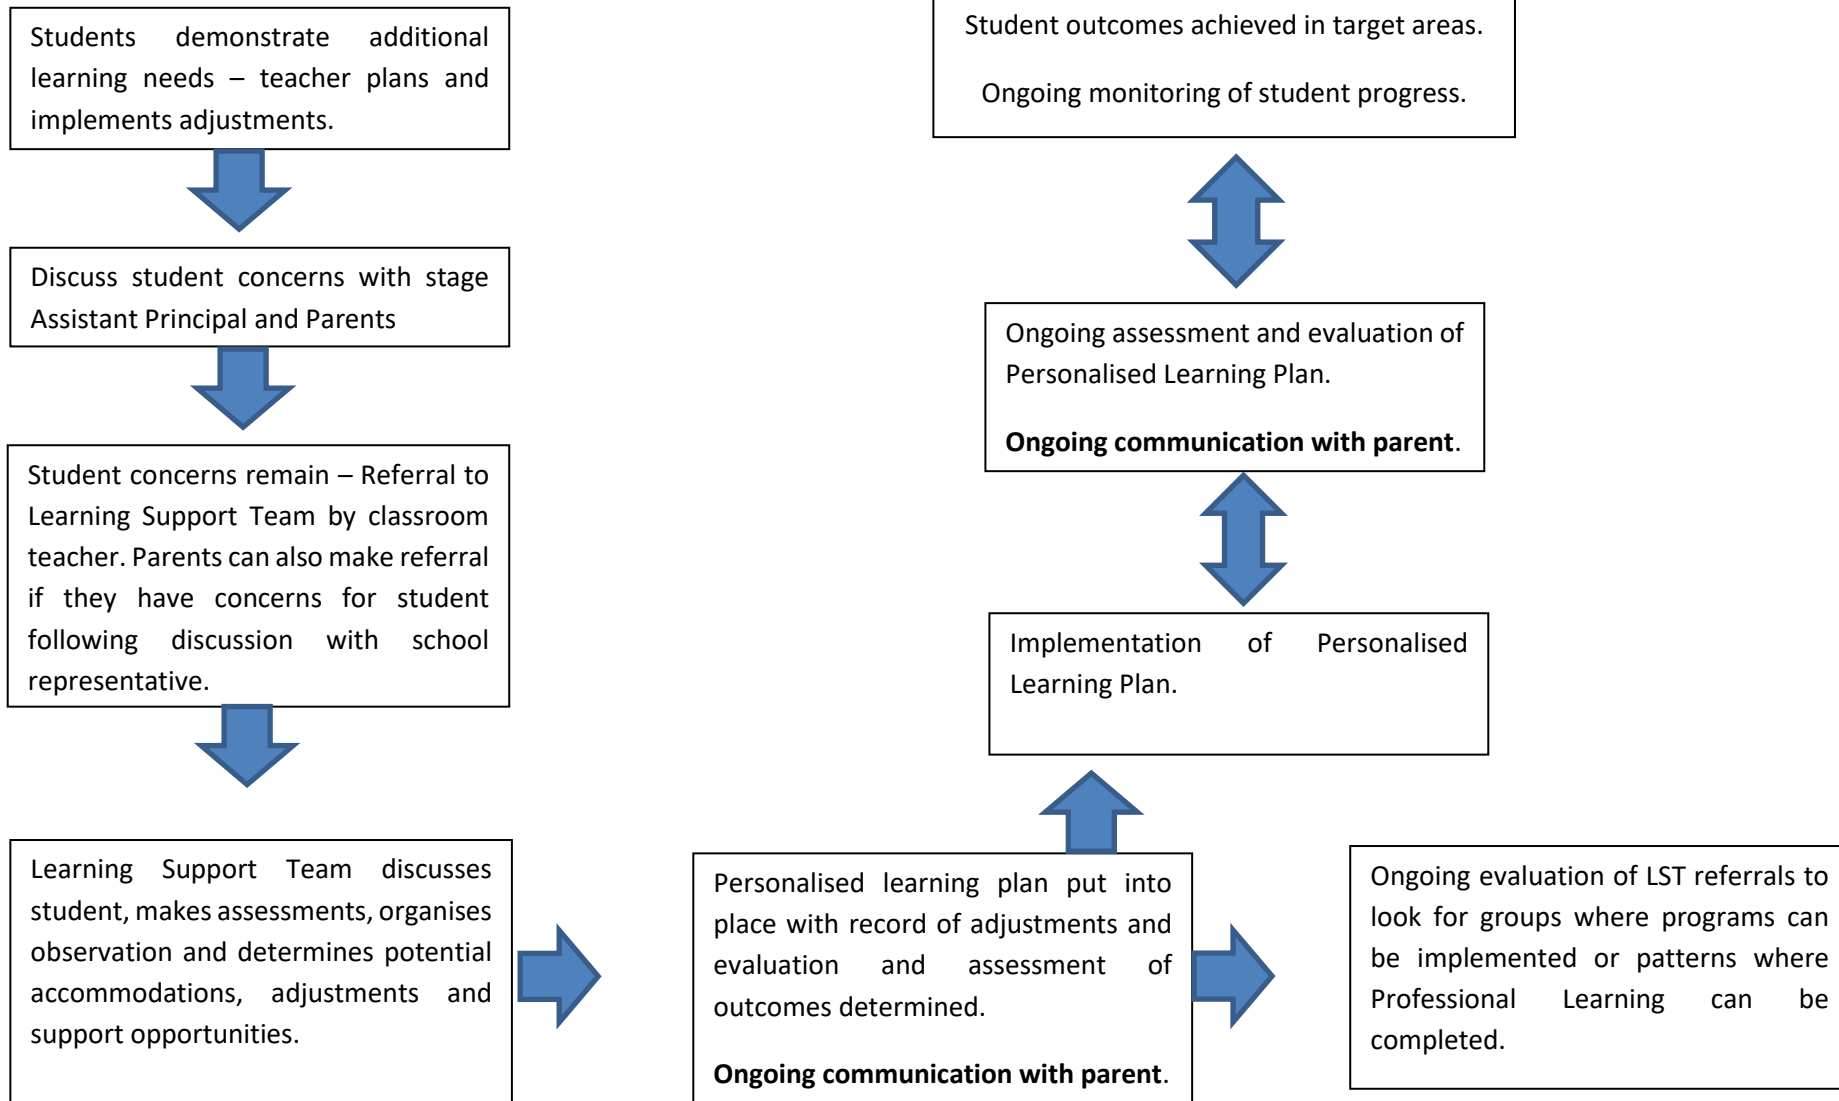 Students demonstrate additional
learning needs – teacher plans and
implements adjustments.
Discuss student concerns with stage
Assistant Principal and Parents
Student concerns remain – Referral to
Learning Support Team by classroom
teacher. Parents can also make referral
if they have concerns for student
following discussion with school
representative.
Learning Support Team discusses
student, makes assessments, organises
observation and determines potential
accommodations, adjustments and
support opportunities.
Personalised learning plan put into
place with record of adjustments and
evaluation and assessment of
outcomes determined.
Ongoing communication with parent.
Ongoing evaluation of LST referrals to
look for groups where programs can
be implemented or patterns where
Professional Learning can be
completed.
Implementation of Personalised
Learning Plan.
Ongoing assessment and evaluation of
Personalised Learning Plan.
Ongoing communication with parent.
Student outcomes achieved in target areas.
Ongoing monitoring of student progress.